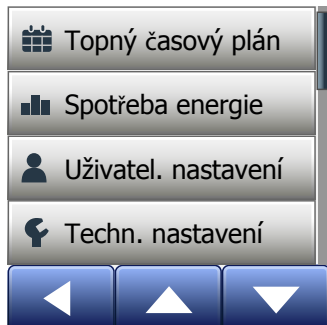 Topný časový plán
Spotřeba energie
Uživatel. nastavení
Techn. nastavení